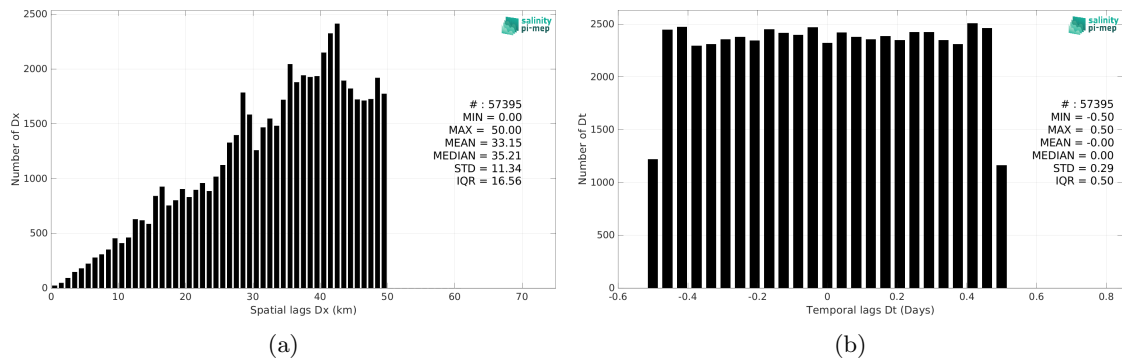 2500
2000
1500
1000
500
0
Number of Dx
0
10
20
30
40
50
60
70
Spatial lags Dx (km)
salinity
pi-mep
# : 57395
MIN = 0.00
MAX = 50.00
MEAN = 33.15
MEDIAN = 35.21
STD = 11.34
IQR = 16.56
(a)
2500
2000
1500
1000
500
0
Number of Dt
-0.6
-0.4
-0.2
0
0.2
0.4
0.6
0.8
Temporal lags Dt (Days)
salinity
pi-mep
# : 57395
MIN = -0.50
MAX = 0.50
MEAN = -0.00
MEDIAN = 0.00
STD = 0.29
IQR = 0.50
(b)